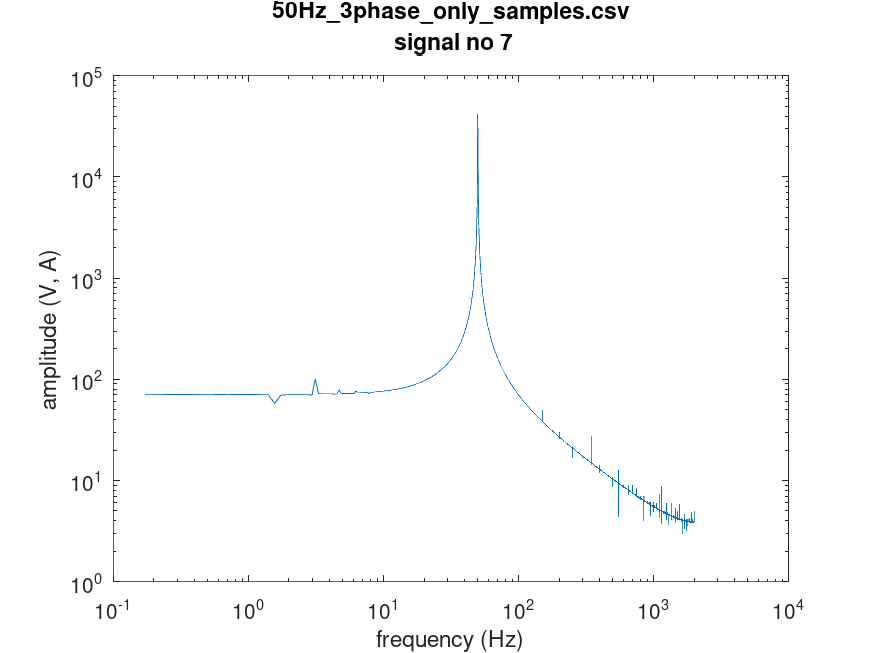 50Hz_3phase_only_samples.csv
signal no 7
amplitude (V, A)
10^5
10^4
10^3
10^2
10^1
10^0
10^-1 10^0 10^1 10^2 10^3 10^4
frequency (Hz)